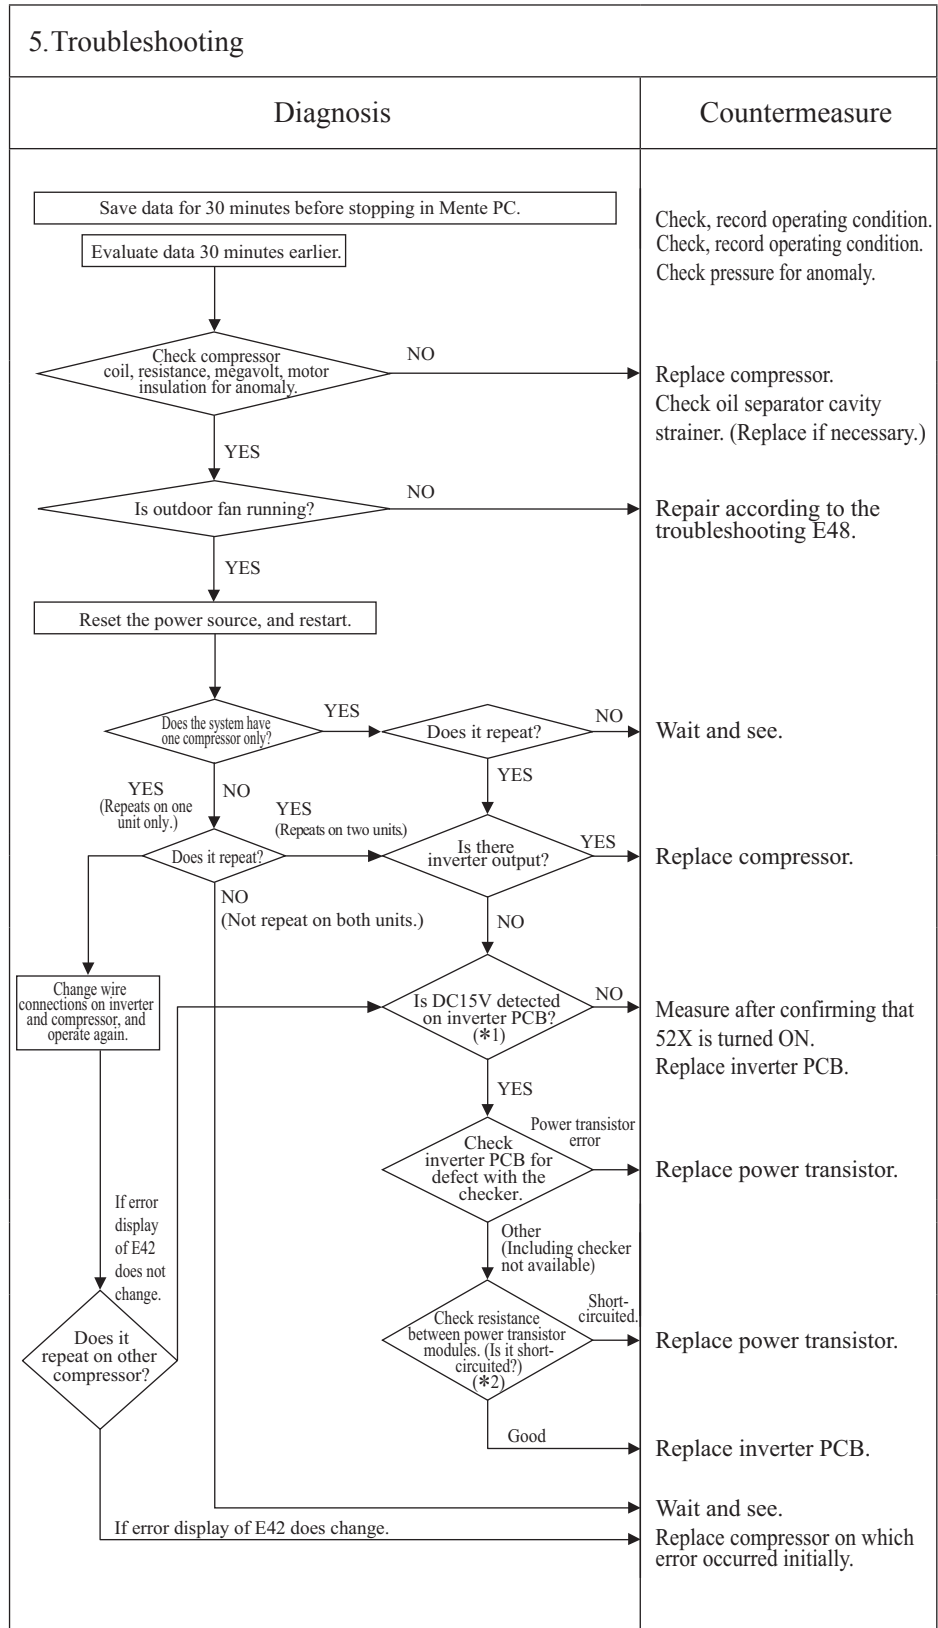 5.Troubleshooting
Diagnosis
Countermeasure
Save data for 30 minutes before stopping in Mente PC.
Check, record operating condition.
Evaluate data 30 minutes earlier.
Check, record operating condition.
Check pressure for anomaly.
Check compressor
coil, resistance, megavolt, motor
insulation for anomaly.
NO
Replace compressor.
Check oil separator cavity
strainer. (Replace if necessary.)
YES
Is outdoor fan running?
NO
Repair according to the
troubleshooting E48.
YES
Reset the power source, and restart.
Does the system have
one compressor only?
YES
Does it repeat?
NO
Wait and see.
YES
NO
YES
(Repeats on one
unit only.)
Does it repeat?
YES
(Repeats on two units.)
Is there
inverter output?
YES
Replace compressor.
NO
(Not repeat on both units.)
NO
Change wire
connections on inverter
and compressor, and
operate again.
Is DC15V detected
on inverter PCB?
(*1)
NO
Measure after confirming that
52X is turned ON.
Replace inverter PCB.
YES
Check
inverter PCB for
defect with the
checker.
Power transistor
error
Replace power transistor.
Other
(Including checker
not available)
If error
display
of E42
does not
change.
Does it
repeat on other
compressor?
Check resistance
between power transistor
modules. (Is it short-
circuited?)
(*2)
Short-
circuited.
Replace power transistor.
Good
Replace inverter PCB.
Wait and see.
If error display of E42 does change.
Replace compressor on which
error occurred initially.